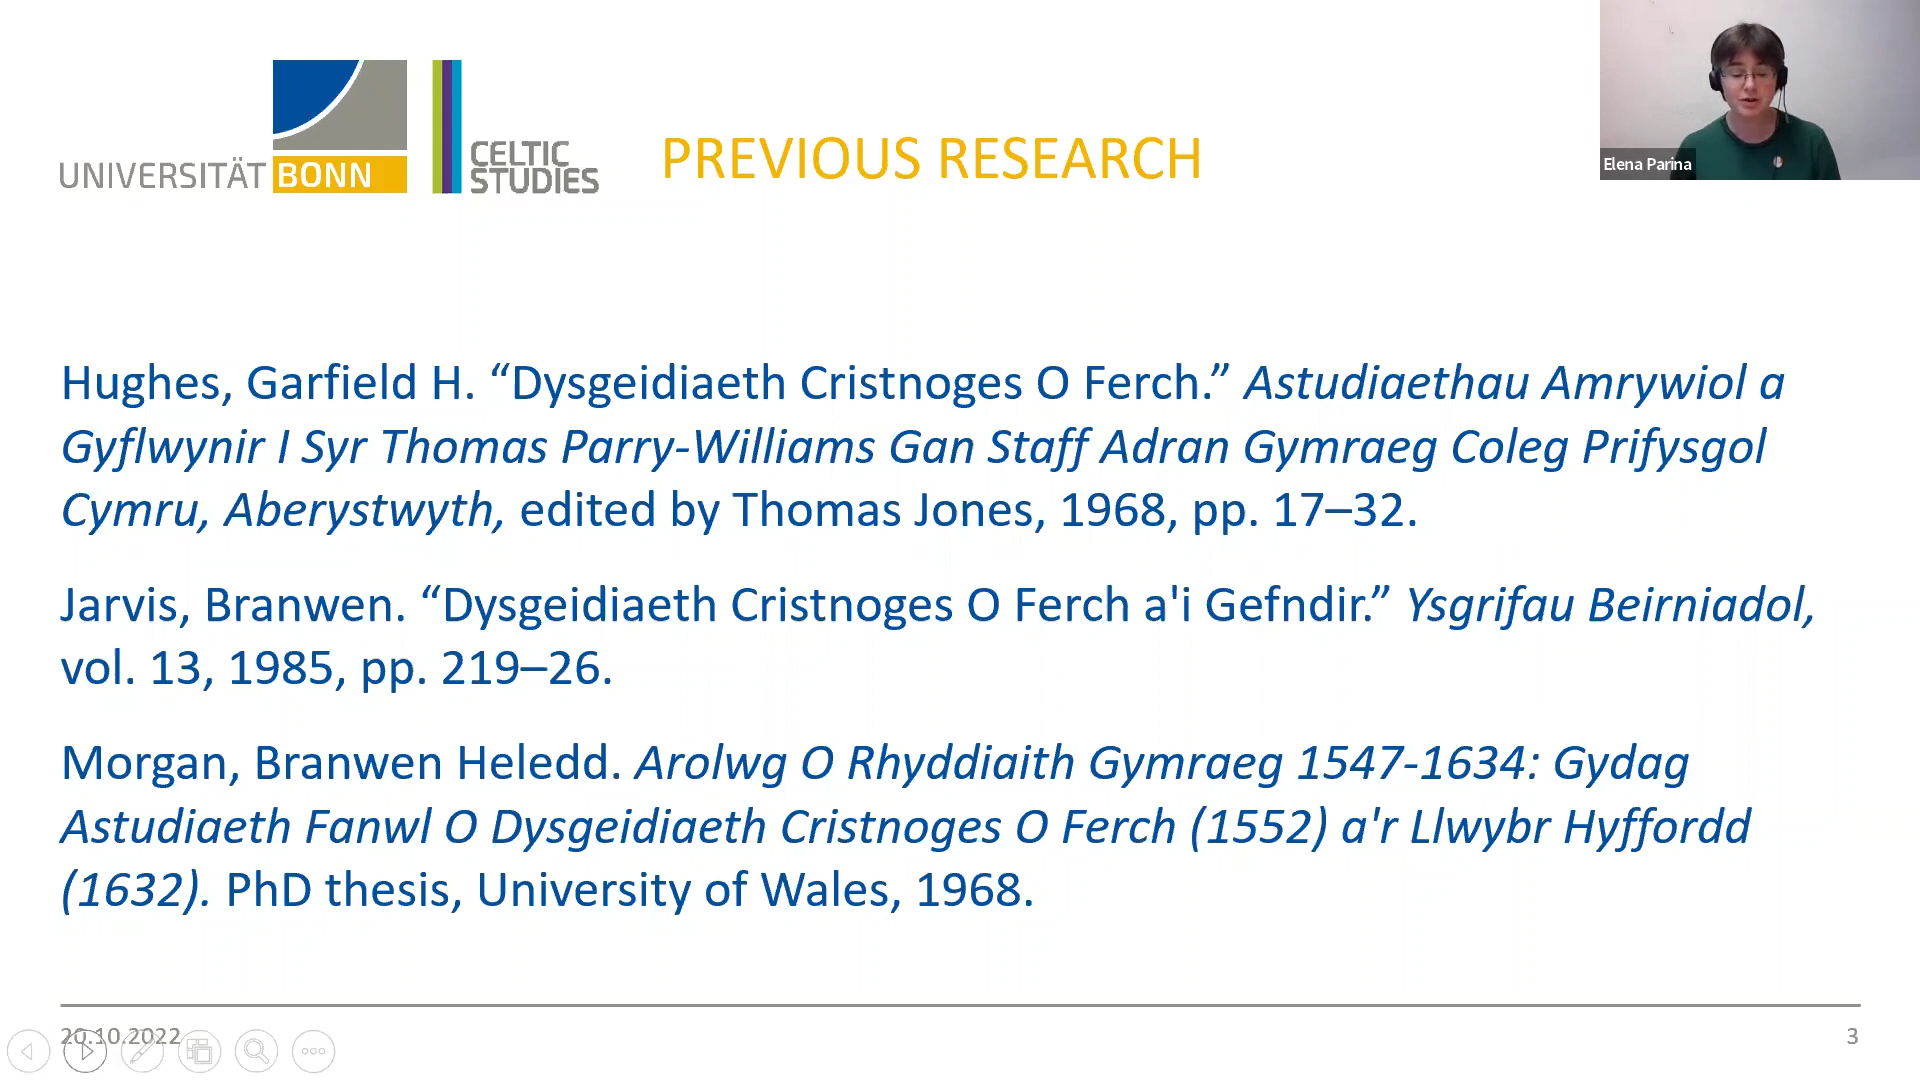 UNIVERSITÄT BONN
CELTIC
STUDIES
PREVIOUS RESEARCH
Elena Parina
Hughes, Garfield H. “Dysgeidiaeth Cristnoges O Ferch.” Astudiaethau Amrywiol a
Gyflwynir I Syr Thomas Parry-Williams Gan Staff Adran Gymraeg Coleg Prifysgol
Cymru, Aberystwyth, edited by Thomas Jones, 1968, pp. 17–32.
Jarvis, Branwen. “Dysgeidiaeth Cristnoges O Ferch a'i Gefndir.” Ysgrifau Beirniadol,
vol. 13, 1985, pp. 219–26.
Morgan, Branwen Heledd. Arolwg O Rhyddiaith Gymraeg 1547-1634: Gydag
Astudiaeth Fanwl O Dysgeidiaeth Cristnoges O Ferch (1552) a'r Llwybr Hyffordd
(1632). PhD thesis, University of Wales, 1968.
20.10.2022
3